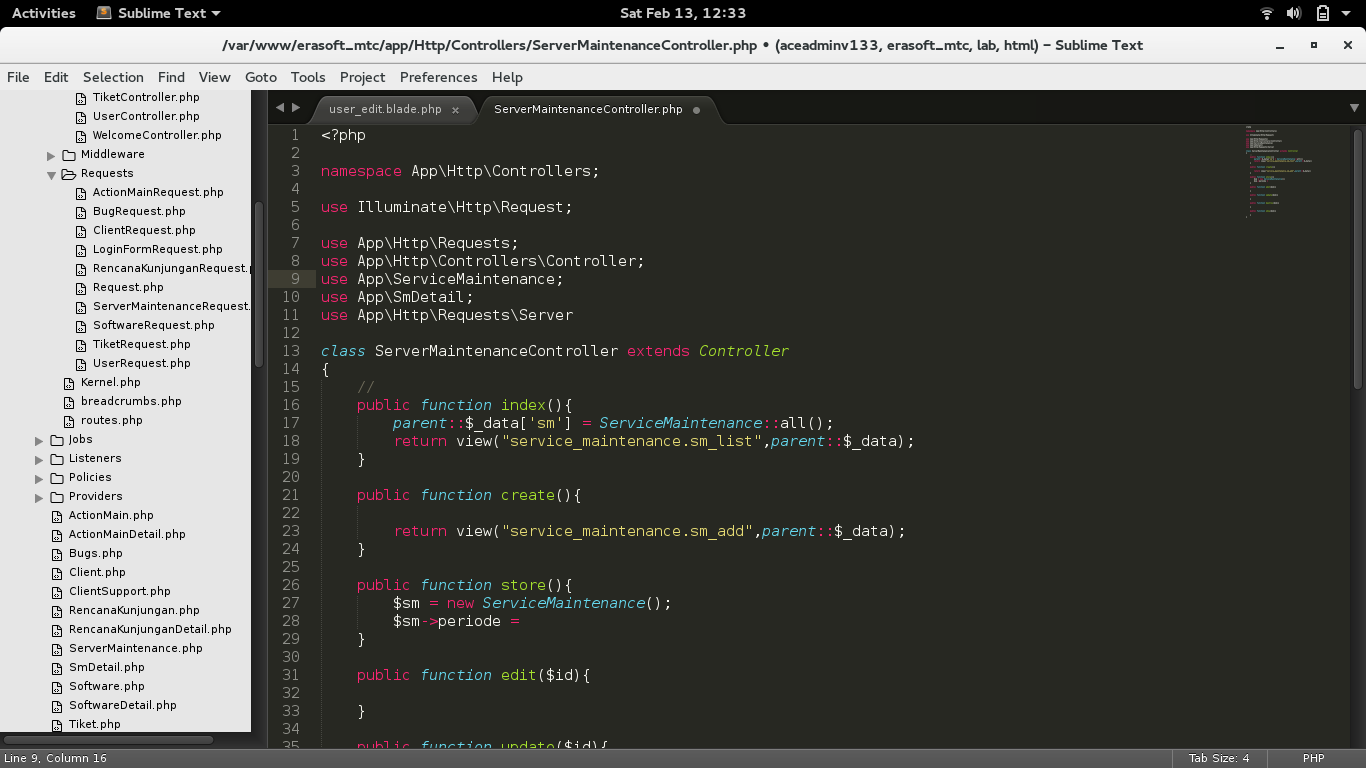 Activities Sublime Text Sat Feb 13, 12:33
/var/www/erasoft_mtc/app/Http/Controllers/ServerMaintenanceController.php • (aceadminv133, erasoft_mtc, lab, html) – Sublime Text
File Edit Selection Find View Goto Tools Project Preferences Help
TiketController.php
UserController.php
WelcomeController.php
Middleware
Requests
ActionMainRequest.php
BugRequest.php
ClientRequest.php
LoginFormRequest.php
RencanaKunjunganRequest.p
Request.php
ServerMaintenanceRequest.
SoftwareRequest.php
TiketRequest.php
UserRequest.php
Kernel.php
breadcrumbs.php
routes.php
Jobs
Listeners
Policies
Providers
ActionMain.php
ActionMainDetail.php
Bugs.php
Client.php
ClientSupport.php
RencanaKunjungan.php
RencanaKunjunganDetail.php
ServerMaintenance.php
SmDetail.php
Software.php
SoftwareDetail.php
Tiket.php
user_edit.blade.php × ServerMaintenanceController.php
1 <?php
2
3 namespace App\Http\Controllers;
4
5 use Illuminate\Http\Request;
6
7 use App\Http\Requests;
8 use App\Http\Controllers\Controller;
9 use App\ServiceMaintenance;
10 use App\SmDetail;
11 use App\Http\Requests\Server
12
13 class ServerMaintenanceController extends Controller
14 {
15 //
16 public function index(){
17 parent::$_data['sm'] = ServiceMaintenance::all();
18 return view("service_maintenance.sm_list",parent::$_data);
19 }
20
21 public function create(){
22
23 return view("service_maintenance.sm_add",parent::$_data);
24 }
25
26 public function store(){
27 $sm = new ServiceMaintenance();
28 $sm->periode =
29 }
30
31 public function edit($id){
32
33 }
34
35 public function update($id){
Line 9, Column 16 Tab Size: 4 PHP